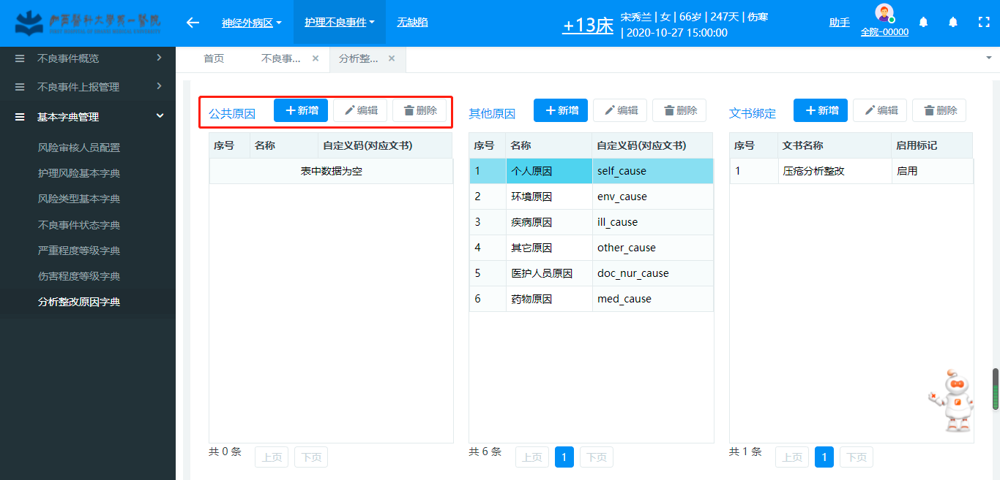 神经外病区
护理不良事件
无缺陷
+13床
宋秀兰 | 女 | 66岁 | 247天 | 伤寒
| 2020-10-27 15:00:00
助手
全院-00000
不良事件概览
不良事件上报管理
基本字典管理
风险审核人员配置
护理风险基本字典
风险类型基本字典
不良事件状态字典
严重程度等级字典
伤害程度等级字典
分析整改原因字典
首页 不良事... 分析整...
公共原因 新增 编辑 删除
序号 名称 自定义码(对应文书)
表中数据为空
共 0 条 上页 下页
其他原因 新增 编辑 删除
序号 名称 自定义码(对应文书)
1 个人原因 self_cause
2 环境原因 env_cause
3 疾病原因 ill_cause
4 其它原因 other_cause
5 医护人员原因 doc_nur_cause
6 药物原因 med_cause
共 6 条 上页 1 下页
文书绑定 新增 编辑 删除
序号 文书名称 启用标记
1 压疮分析整改 启用
共 1 条 上页 1 下页